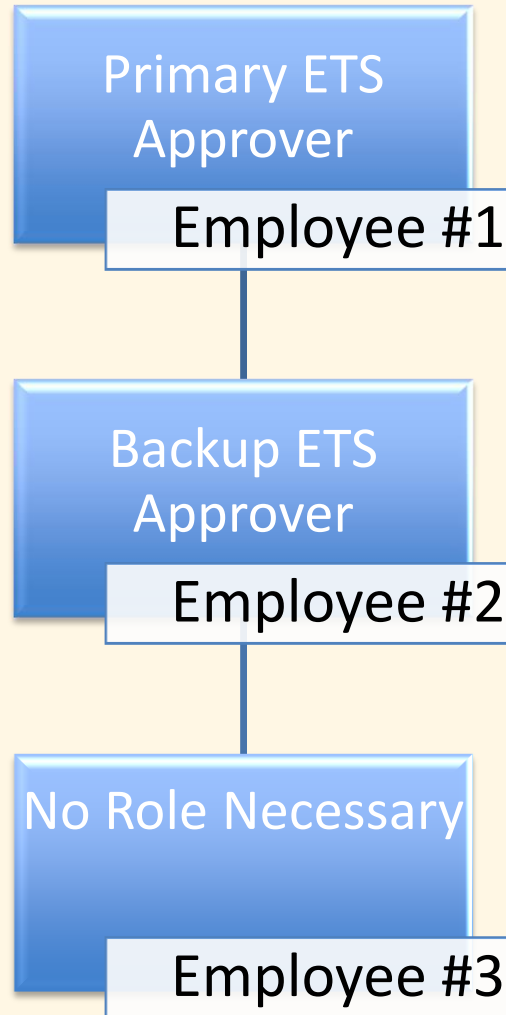 Primary ETS
Approver
Employee #1
Backup ETS
Approver
Employee #2
No Role Necessary
Employee #3